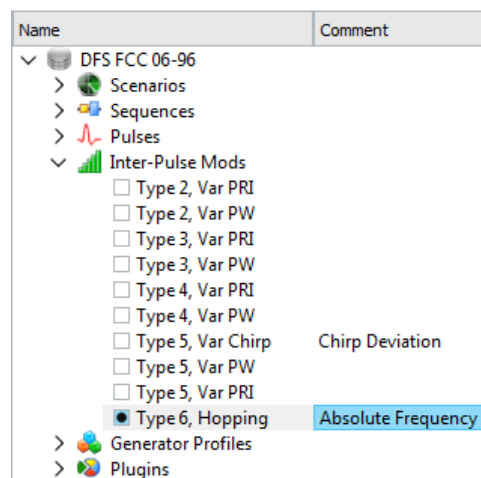 Name Comment
DFS FCC 06-96
Scenarios
Sequences
Pulses
Inter-Pulse Mods
Type 2, Var PRI
Type 2, Var PW
Type 3, Var PRI
Type 3, Var PW
Type 4, Var PRI
Type 4, Var PW
Type 5, Var Chirp Chirp Deviation
Type 5, Var PW
Type 5, Var PRI
Type 6, Hopping Absolute Frequency
Generator Profiles
Plugins